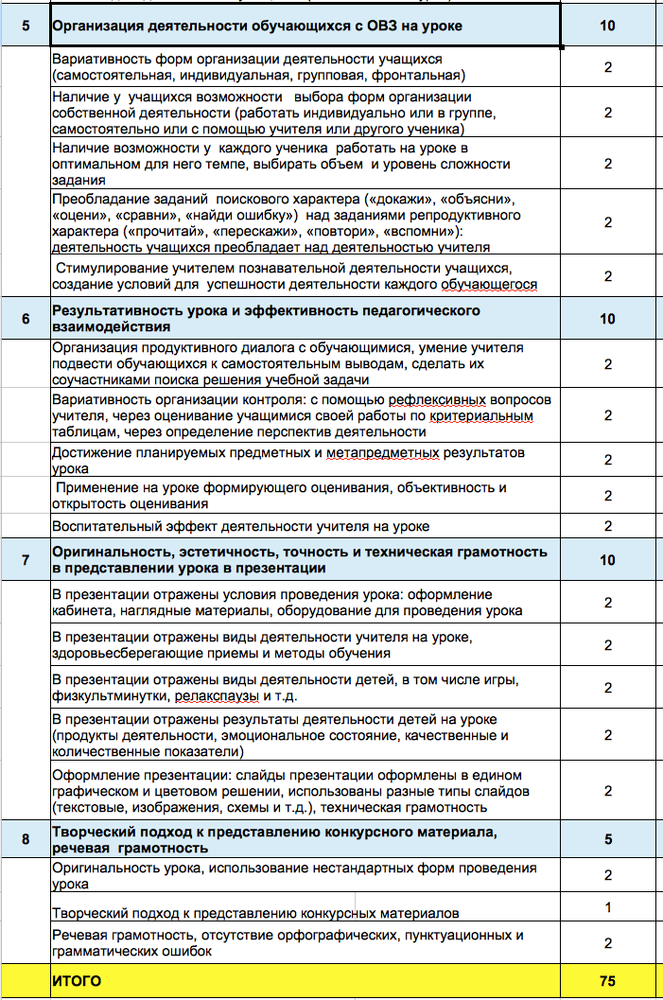 5 Организация деятельности обучающихся с ОВЗ на уроке 10
Вариативность форм организации деятельности учащихся
(самостоятельная, индивидуальная, групповая, фронтальная) 2
Наличие у учащихся возможности выбора форм организации
собственной деятельности (работать индивидуально или в группе,
самостоятельно или с помощью учителя или другого ученика) 2
Наличие возможности у каждого ученика работать на уроке в
оптимальном для него темпе, выбирать объем и уровень сложности
задания 2
Преобладание заданий поискового характера («докажи», «объясни»,
«оцени», «сравни», «найди ошибку») над заданиями репродуктивного
характера («прочитай», «перескажи», «повтори», «вспомни»):
деятельность учащихся преобладает над деятельностью учителя 2
Стимулирование учителем познавательной деятельности учащихся,
создание условий для успешности деятельности каждого обучающегося 2
6 Результативность урока и эффективность педагогического
взаимодействия 10
Организация продуктивного диалога с обучающимися, умение учителя
подвести обучающихся к самостоятельным выводам, сделать их
соучастниками поиска решения учебной задачи 2
Вариативность организации контроля: с помощью рефлексивных вопросов
учителя, через оценивание учащимися своей работы по критериальным
таблицам, через определение перспектив деятельности 2
Достижение планируемых предметных и метапредметных результатов
урока 2
Применение на уроке формирующего оценивания, объективность и
открытость оценивания 2
Воспитательный эффект деятельности учителя на уроке 2
7 Оригинальность, эстетичность, точность и техническая грамотность
в представлении урока в презентации 10
В презентации отражены условия проведения урока: оформление
кабинета, наглядные материалы, оборудование для проведения урока 2
В презентации отражены виды деятельности учителя на уроке,
здоровьесберегающие приемы и методы обучения 2
В презентации отражены виды деятельности детей, в том числе игры,
физкультминутки, релакспаузы и т.д. 2
В презентации отражены результаты деятельности детей на уроке
(продукты деятельности, эмоциональное состояние, качественные и
количественные показатели) 2
Оформление презентации: слайды презентации оформлены в едином
графическом и цветовом решении, использованы разные типы слайдов
(текстовые, изображения, схемы и т.д.), техническая грамотность 2
8 Творческий подход к представлению конкурсного материала,
речевая грамотность 5
Оригинальность урока, использование нестандартных форм проведения
урока 2
Творческий подход к представлению конкурсных материалов 1
Речевая грамотность, отсутствие орфографических, пунктуационных и
грамматических ошибок 2
ИТОГО 75